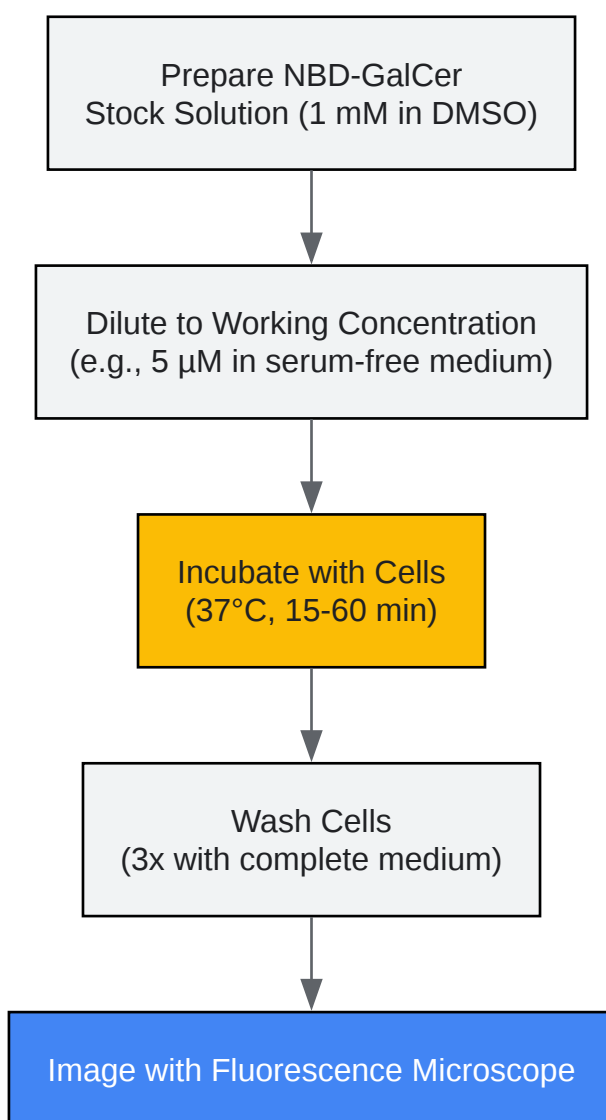 Prepare NBD-GalCer
Stock Solution (1 mM in DMSO)
Dilute to Working Concentration
(e.g., 5 µM in serum-free medium)
Incubate with Cells
(37°C, 15-60 min)
Wash Cells
(3x with complete medium)
Image with Fluorescence Microscope